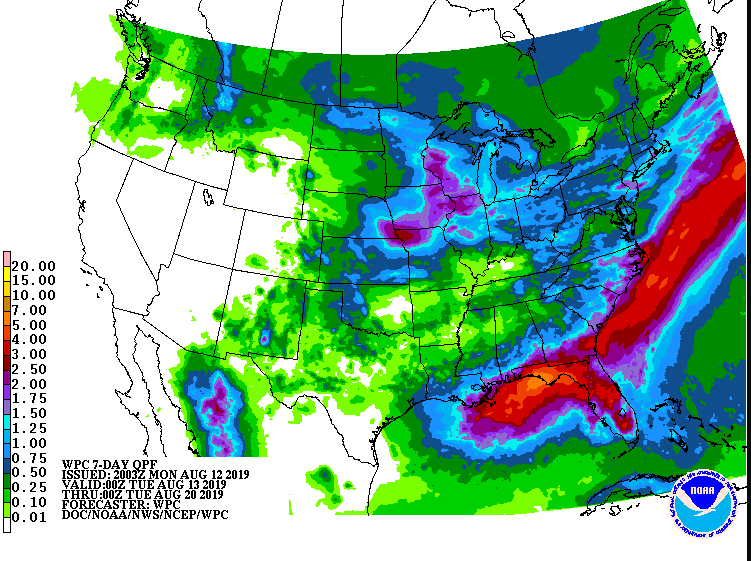 20.00
15.00
10.00
7.00
5.00
4.00
3.00
2.50
2.00
1.75
1.50
1.25
1.00
0.75
0.50
0.25
0.10
0.01
WPC 7-DAY QPF
ISSUED: 2003Z MON AUG 12 2019
VALID:00Z TUE AUG 13 2019
THRU:00Z TUE AUG 20 2019
FORECASTER: WPC
DOC/NOAA/NWS/NCEP/WPC
NOAA